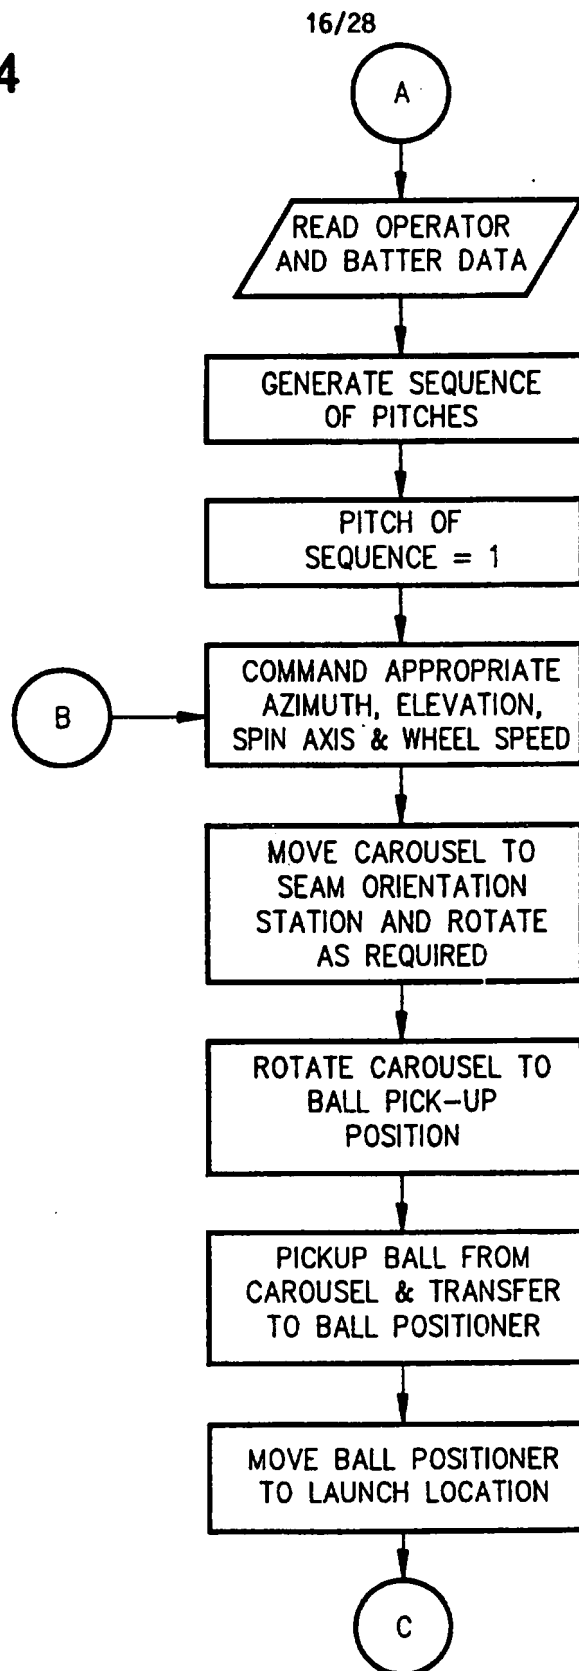 16/28
4
A
READ OPERATOR
AND BATTER DATA
GENERATE SEQUENCE
OF PITCHES
PITCH OF
SEQUENCE = 1
B
COMMAND APPROPRIATE
AZIMUTH, ELEVATION,
SPIN AXIS & WHEEL SPEED
MOVE CAROUSEL TO
SEAM ORIENTATION
STATION AND ROTATE
AS REQUIRED
ROTATE CAROUSEL TO
BALL PICK-UP
POSITION
PICKUP BALL FROM
CAROUSEL & TRANSFER
TO BALL POSITIONER
MOVE BALL POSITIONER
TO LAUNCH LOCATION
C